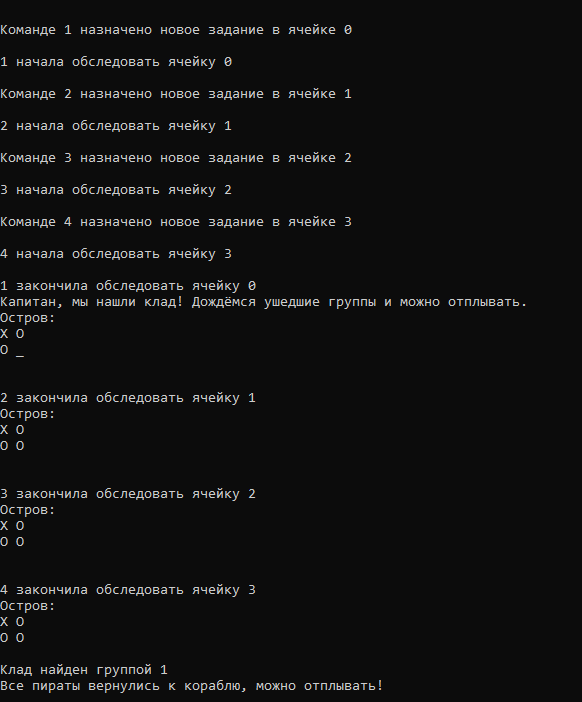 Команде 1 назначено новое задание в ячейке 0
1 начала обследовать ячейку 0
Команде 2 назначено новое задание в ячейке 1
2 начала обследовать ячейку 1
Команде 3 назначено новое задание в ячейке 2
3 начала обследовать ячейку 2
Команде 4 назначено новое задание в ячейке 3
4 начала обследовать ячейку 3
1 закончила обследовать ячейку 0
Капитан, мы нашли клад! Дождёмся ушедшие группы и можно отплывать.
Остров:
X O
O _
2 закончила обследовать ячейку 1
Остров:
X O
O O
3 закончила обследовать ячейку 2
Остров:
X O
O O
4 закончила обследовать ячейку 3
Остров:
X O
O O
Клад найден группой 1
Все пираты вернулись к кораблю, можно отплывать!